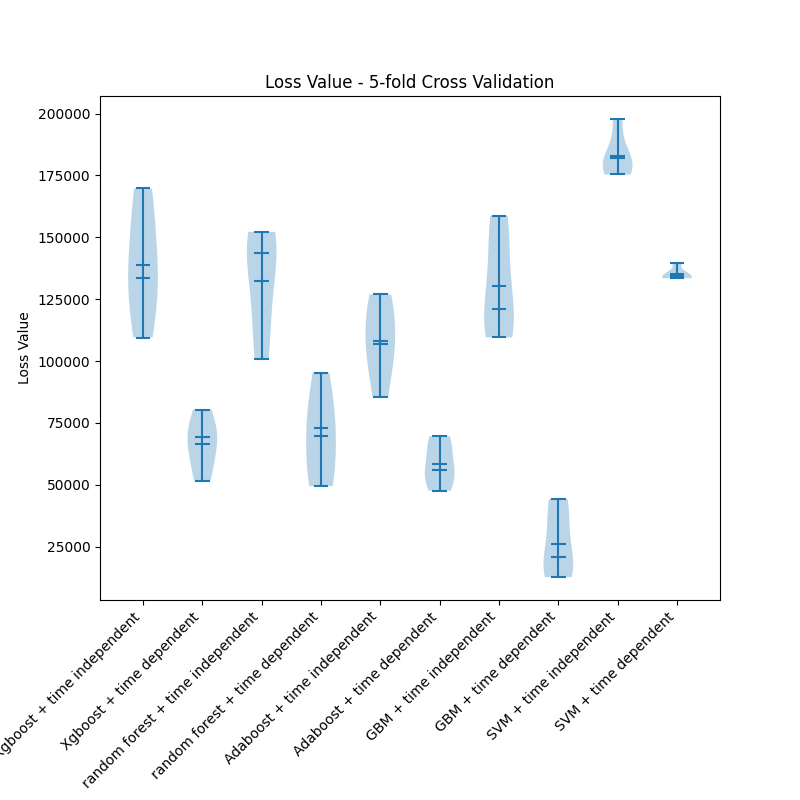 Loss Value - 5-fold Cross Validation
200000
175000
150000
125000
100000
75000
50000
25000
Loss Value
+ time independent
Xgboost + time dependent
random forest + time independent
random forest + time dependent
Adaboost + time independent
Adaboost + time dependent
GBM + time independent
GBM + time dependent
SVM + time independent
SVM + time dependent